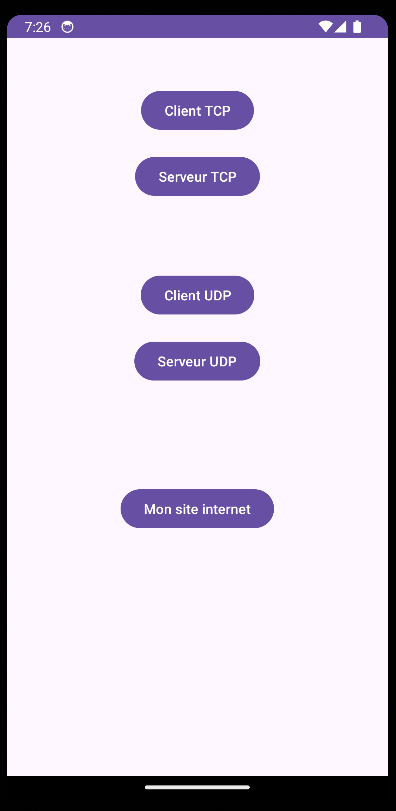 7:26
Client TCP
Serveur TCP
Client UDP
Serveur UDP
Mon site internet